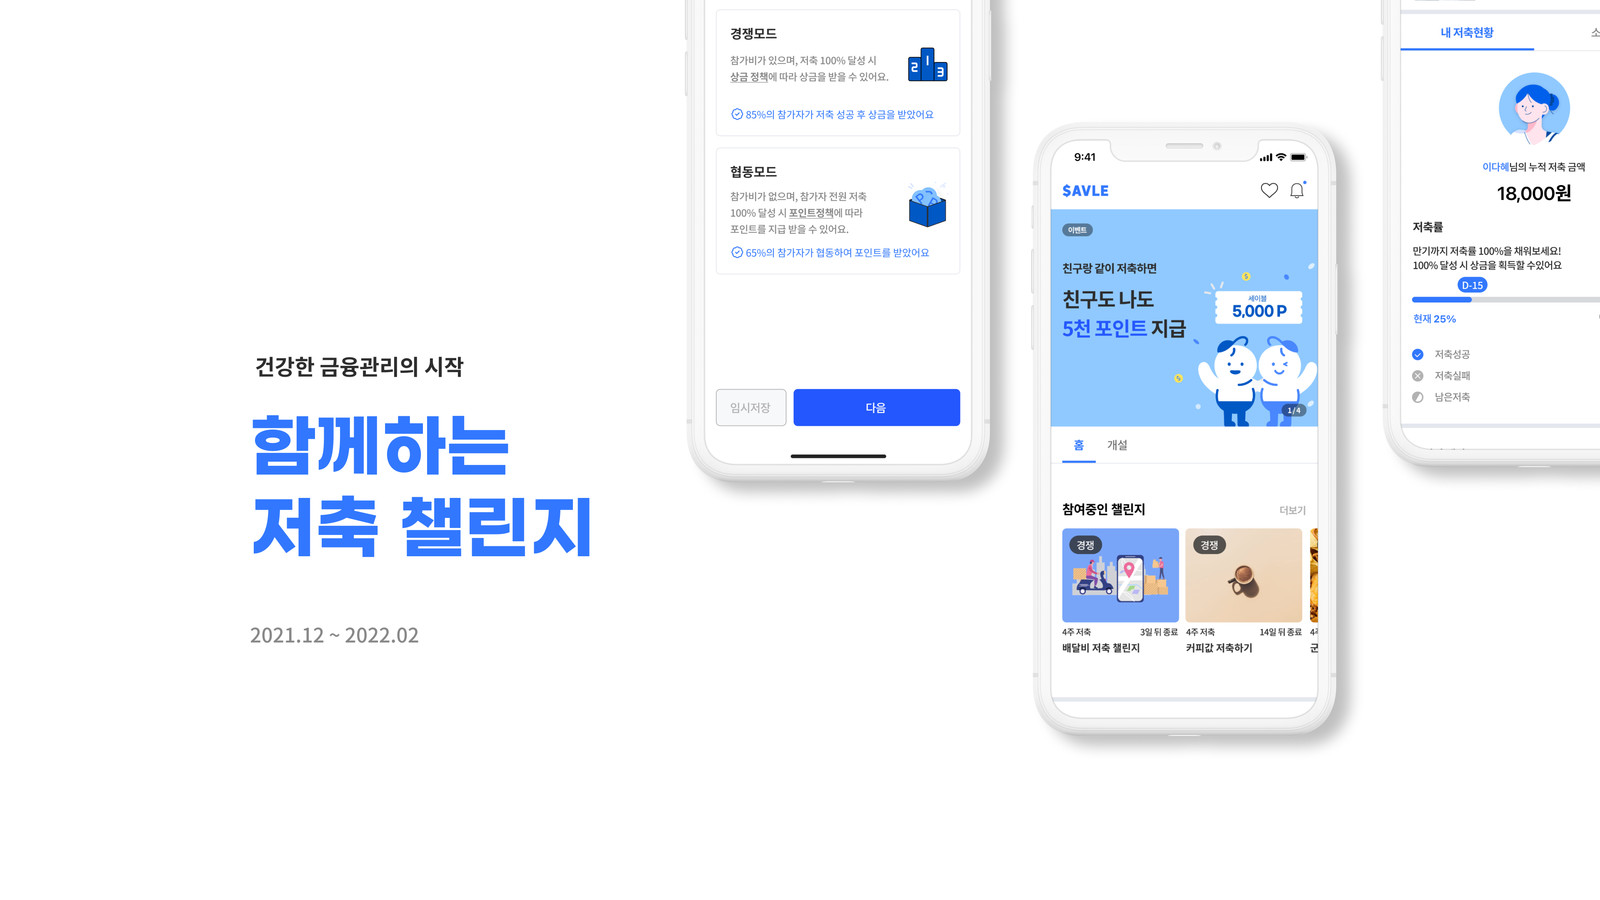 건강한 금융관리의 시작
함께하는
저축 챌린지
2021.12 ~ 2022.02
경쟁모드
참가비가 있으며, 저축 100% 달성 시
상금 정책에 따라 상금을 받을 수 있어요.
2 1 3
85%의 참가자가 저축 성공 후 상금을 받았어요
협동모드
참가비가 없으며, 참가자 전원 저축
100% 달성 시 포인트정책에 따라
포인트를 지급 받을 수 있어요.
65%의 참가자가 협동하여 포인트를 받았어요
임시저장
다음
9:41
$AVLE
이벤트
친구랑 같이 저축하면
친구도 나도
5천 포인트 지급
세이블
5,000 P
1/4
홈
개설
참여중인 챌린지
더보기
경쟁
경쟁
4주 저축
3일 뒤 종료
4주 저축
14일 뒤 종료
배달비 저축 챌린지
커피값 저축하기
내 저축현황
소
이다혜님의 누적 저축 금액
18,000원
저축률
만기까지 저축률 100%을 채워보세요!
100% 달성 시 상금을 획득할 수있어요
D-15
현재 25%
저축성공
저축실패
남은저축